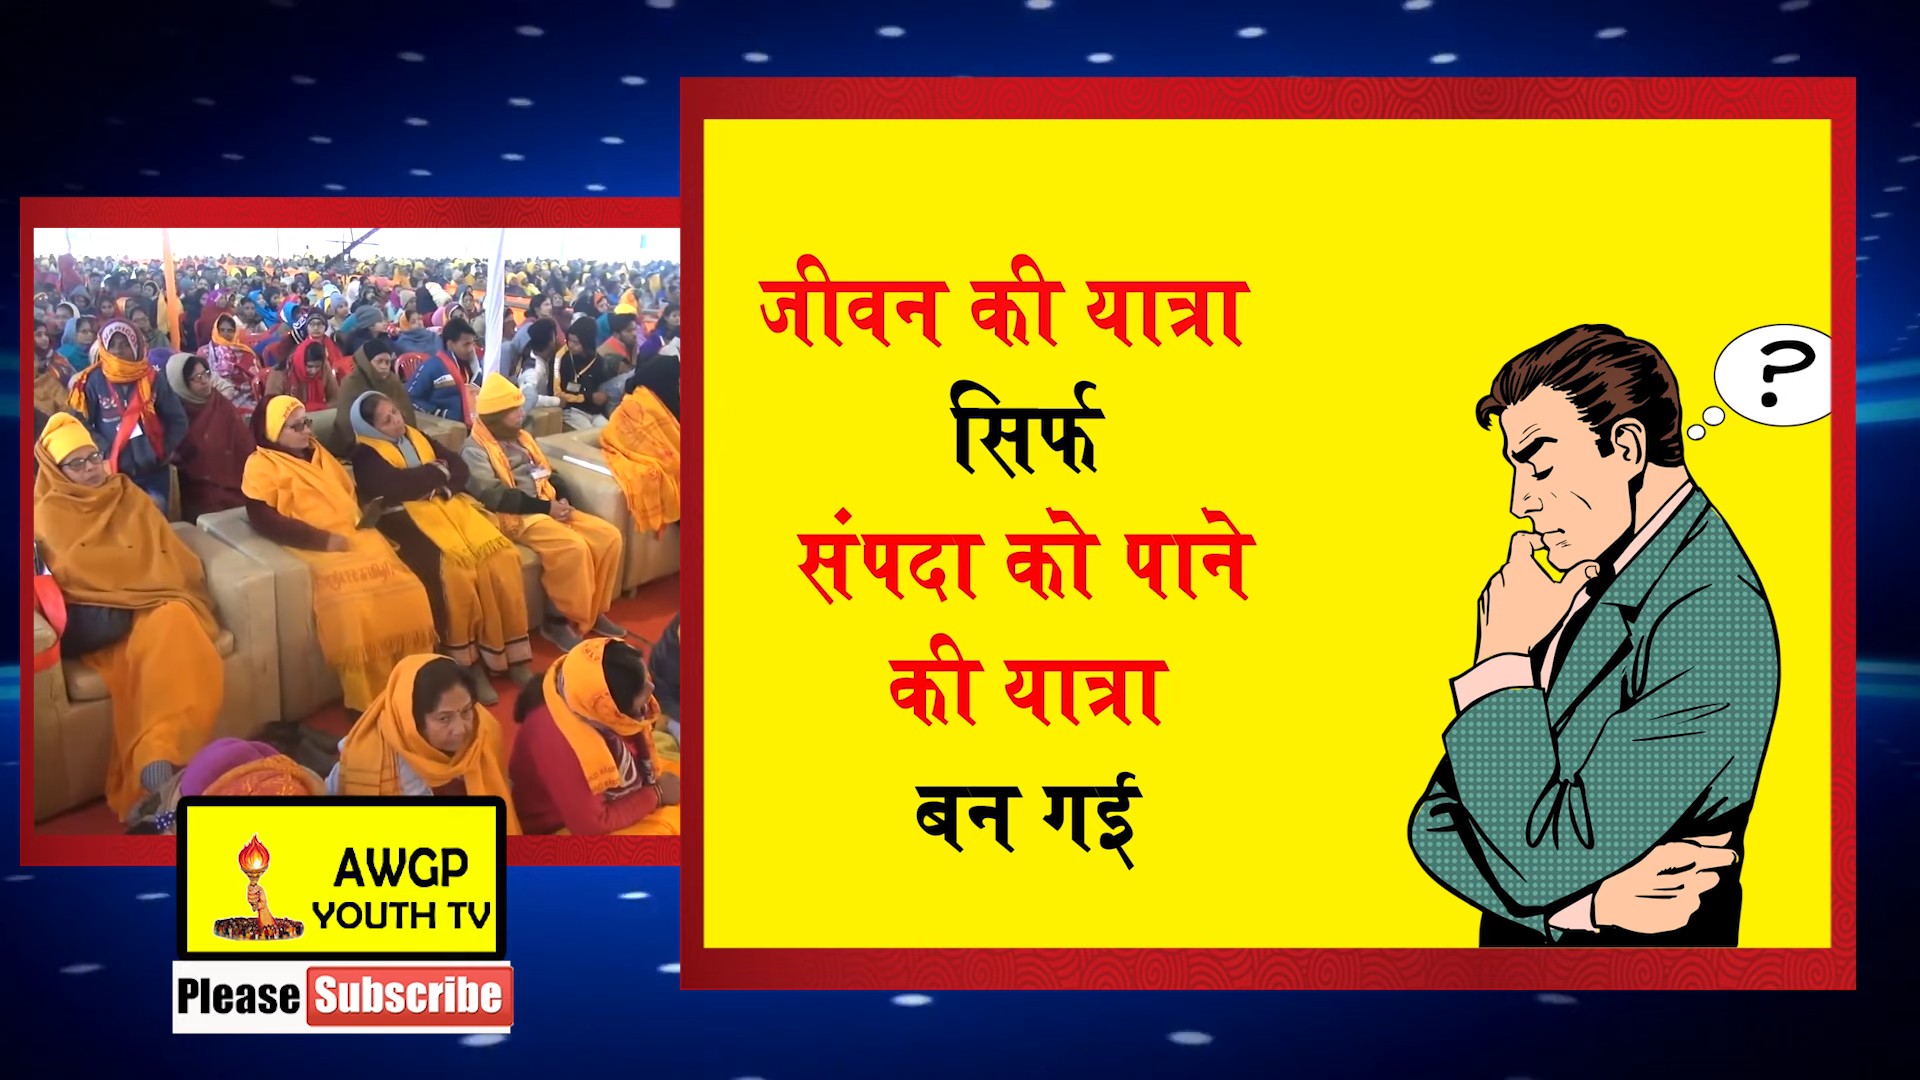 जीवन की यात्रा
सिर्फ
संपदा को पाने
की यात्रा
बन गई
?
AWGP
YOUTH TV
Please Subscribe